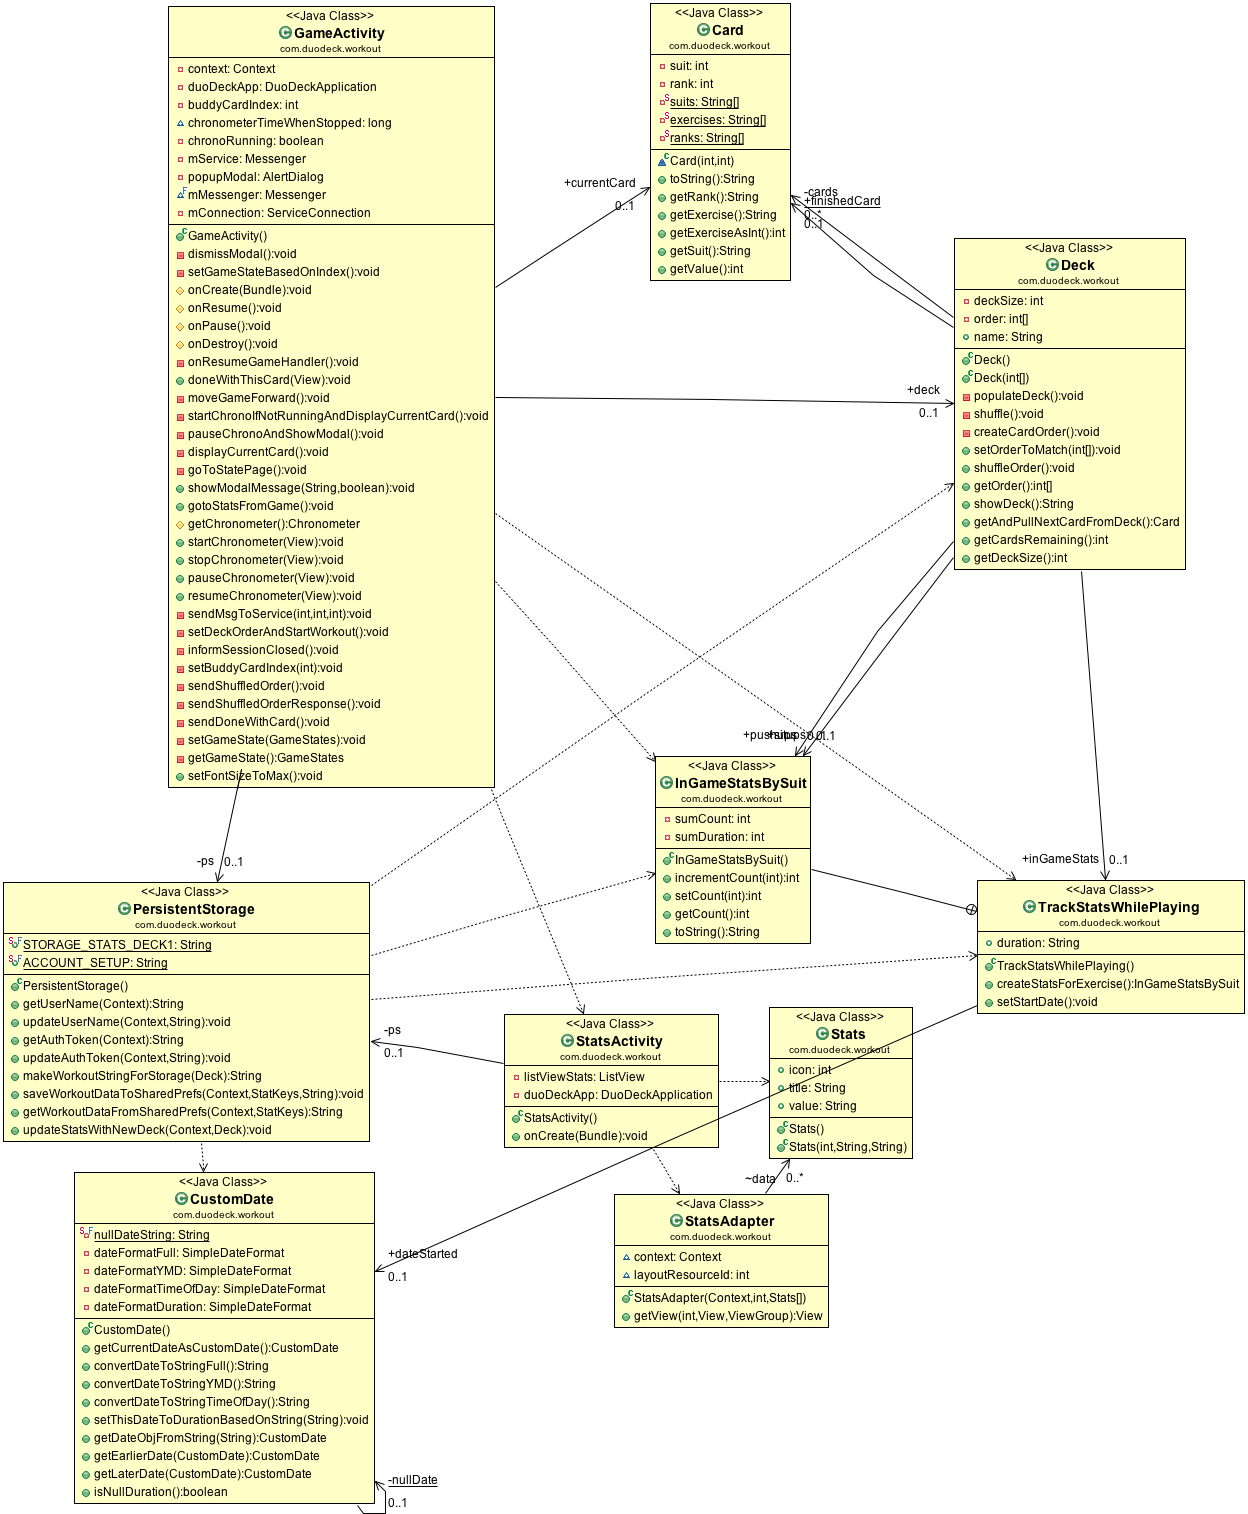 <<Java Class>>
GameActivity
com.duodeck.workout
context: Context
duoDeckApp: DuoDeckApplication
buddyCardIndex: int
chronometerTimeWhenStopped: long
chronoRunning: boolean
mService: Messenger
popupModal: AlertDialog
mMessenger: Messenger
mConnection: ServiceConnection
GameActivity()
dismissModal():void
setGameStateBasedOnIndex():void
onCreate(Bundle):void
onResume():void
onPause():void
onDestroy():void
onResumeGameHandler():void
doneWithThisCard(View):void
moveGameForward():void
startChronoIfNotRunningAndDisplayCurrentCard():void
pauseChronoAndShowModal():void
displayCurrentCard():void
goToStatePage():void
showModalMessage(String,boolean):void
gotoStatsFromGame():void
getChronometer():Chronometer
startChronometer(View):void
stopChronometer(View):void
pauseChronometer(View):void
resumeChronometer(View):void
sendMsgToService(int,int,int):void
setDeckOrderAndStartWorkout():void
informSessionClosed():void
setBuddyCardIndex(int):void
sendShuffledOrder():void
sendShuffledOrderResponse():void
sendDoneWithCard():void
setGameState(GameStates):void
getGameState():GameStates
setFontSizeToMax():void
<<Java Class>>
Card
com.duodeck.workout
suit: int
rank: int
suits: String[]
exercises: String[]
ranks: String[]
Card(int,int)
toString():String
getRank():String
getExercise():String
getExerciseAsInt():int
getSuit():String
getValue():int
+currentCard
0..1
-cards
+finishedCard
0..*
0..1
<<Java Class>>
Deck
com.duodeck.workout
deckSize: int
order: int[]
name: String
Deck()
Deck(int[])
populateDeck():void
shuffle():void
createCardOrder():void
setOrderToMatch(int[]):void
shuffleOrder():void
getOrder():int[]
showDeck():String
getAndPullNextCardFromDeck():Card
getCardsRemaining():int
getDeckSize():int
+deck
0..1
<<Java Class>>
InGameStatsBySuit
com.duodeck.workout
sumCount: int
sumDuration: int
InGameStatsBySuit()
incrementCount(int):int
setCount(int):int
getCount():int
toString():String
+inGameStats
0..1
<<Java Class>>
TrackStatsWhilePlaying
com.duodeck.workout
duration: String
TrackStatsWhilePlaying()
createStatsForExercise():InGameStatsBySuit
setStartDate():void
-ps
0..1
<<Java Class>>
PersistentStorage
com.duodeck.workout
STORAGE_STATS_DECK1: String
ACCOUNT_SETUP: String
PersistentStorage()
getUserName(Context):String
updateUserName(Context,String):void
getAuthToken(Context):String
updateAuthToken(Context,String):void
makeWorkoutStringForStorage(Deck):String
saveWorkoutDataToSharedPrefs(Context,StatKeys,String):void
getWorkoutDataFromSharedPrefs(Context,StatKeys):String
updateStatsWithNewDeck(Context,Deck):void
-ps
0..1
<<Java Class>>
StatsActivity
com.duodeck.workout
listViewStats: ListView
duoDeckApp: DuoDeckApplication
StatsActivity()
onCreate(Bundle):void
<<Java Class>>
Stats
com.duodeck.workout
icon: int
title: String
value: String
Stats()
Stats(int,String,String)
~data
0..*
<<Java Class>>
StatsAdapter
com.duodeck.workout
context: Context
layoutResourceId: int
StatsAdapter(Context,int,Stats[])
getView(int,View,ViewGroup):View
<<Java Class>>
CustomDate
com.duodeck.workout
nullDateString: String
dateFormatFull: SimpleDateFormat
dateFormatYMD: SimpleDateFormat
dateFormatTimeOfDay: SimpleDateFormat
dateFormatDuration: SimpleDateFormat
CustomDate()
getCurrentDateAsCustomDate():CustomDate
convertDateToStringFull():String
convertDateToStringYMD():String
convertDateToStringTimeOfDay():String
setThisDateToDurationBasedOnString(String):void
getDateObjFromString(String):CustomDate
getEarlierDate(CustomDate):CustomDate
getLaterDate(CustomDate):CustomDate
isNullDuration():boolean
+dateStarted
0..1
-nullDate
0..1